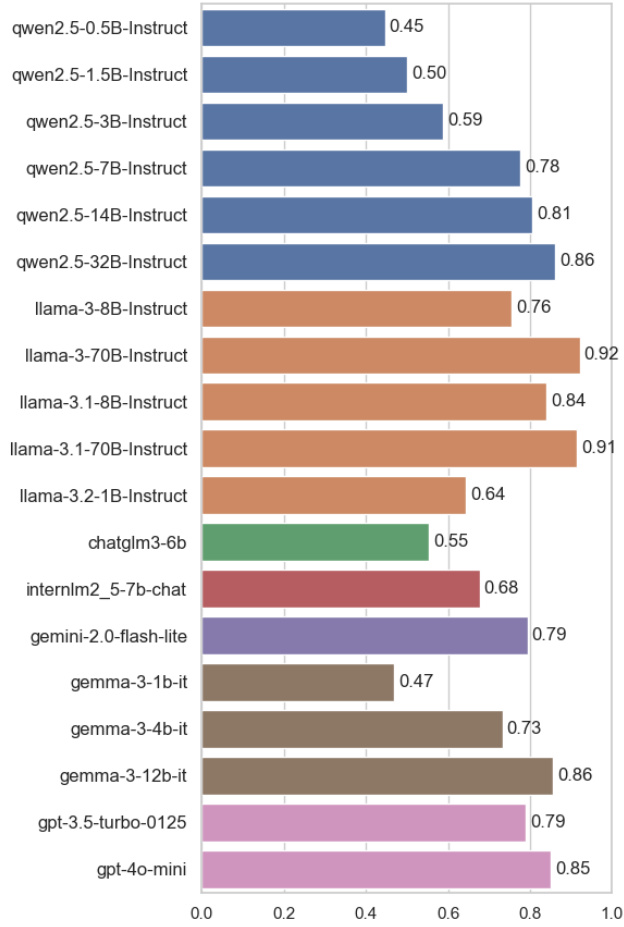 qwen2.5-0.5B-Instruct 0.45
qwen2.5-1.5B-Instruct 0.50
qwen2.5-3B-Instruct 0.59
qwen2.5-7B-Instruct 0.78
qwen2.5-14B-Instruct 0.81
qwen2.5-32B-Instruct 0.86
llama-3-8B-Instruct 0.76
llama-3-70B-Instruct 0.92
llama-3.1-8B-Instruct 0.84
llama-3.1-70B-Instruct 0.91
llama-3.2-1B-Instruct 0.64
chatglm3-6b 0.55
internlm2_5-7b-chat 0.68
gemini-2.0-flash-lite 0.79
gemma-3-1b-it 0.47
gemma-3-4b-it 0.73
gemma-3-12b-it 0.86
gpt-3.5-turbo-0125 0.79
gpt-4o-mini 0.85
0.0 0.2 0.4 0.6 0.8 1.0